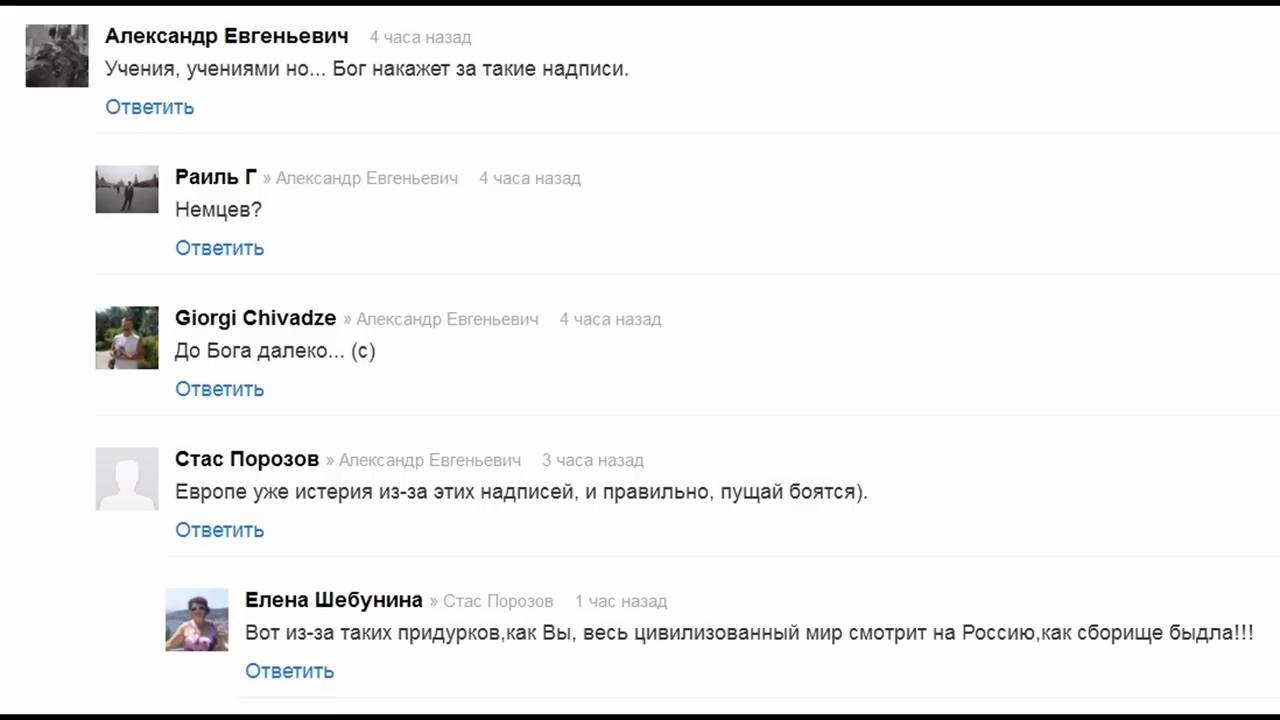 Александр Евгеньевич 4 часа назад
Учения, учениями но... Бог накажет за такие надписи.
Ответить
Раиль Г » Александр Евгеньевич 4 часа назад
Немцев?
Ответить
Giorgi Chivadze » Александр Евгеньевич 4 часа назад
До Бога далеко... (с)
Ответить
Стас Порозов » Александр Евгеньевич 3 часа назад
Европе уже истерия из-за этих надписей, и правильно, пущай боятся).
Ответить
Елена Шебунина » Стас Порозов 1 час назад
Вот из-за таких придурков,как Вы, весь цивилизованный мир смотрит на Россию,как сборище быдла!!!
Ответить